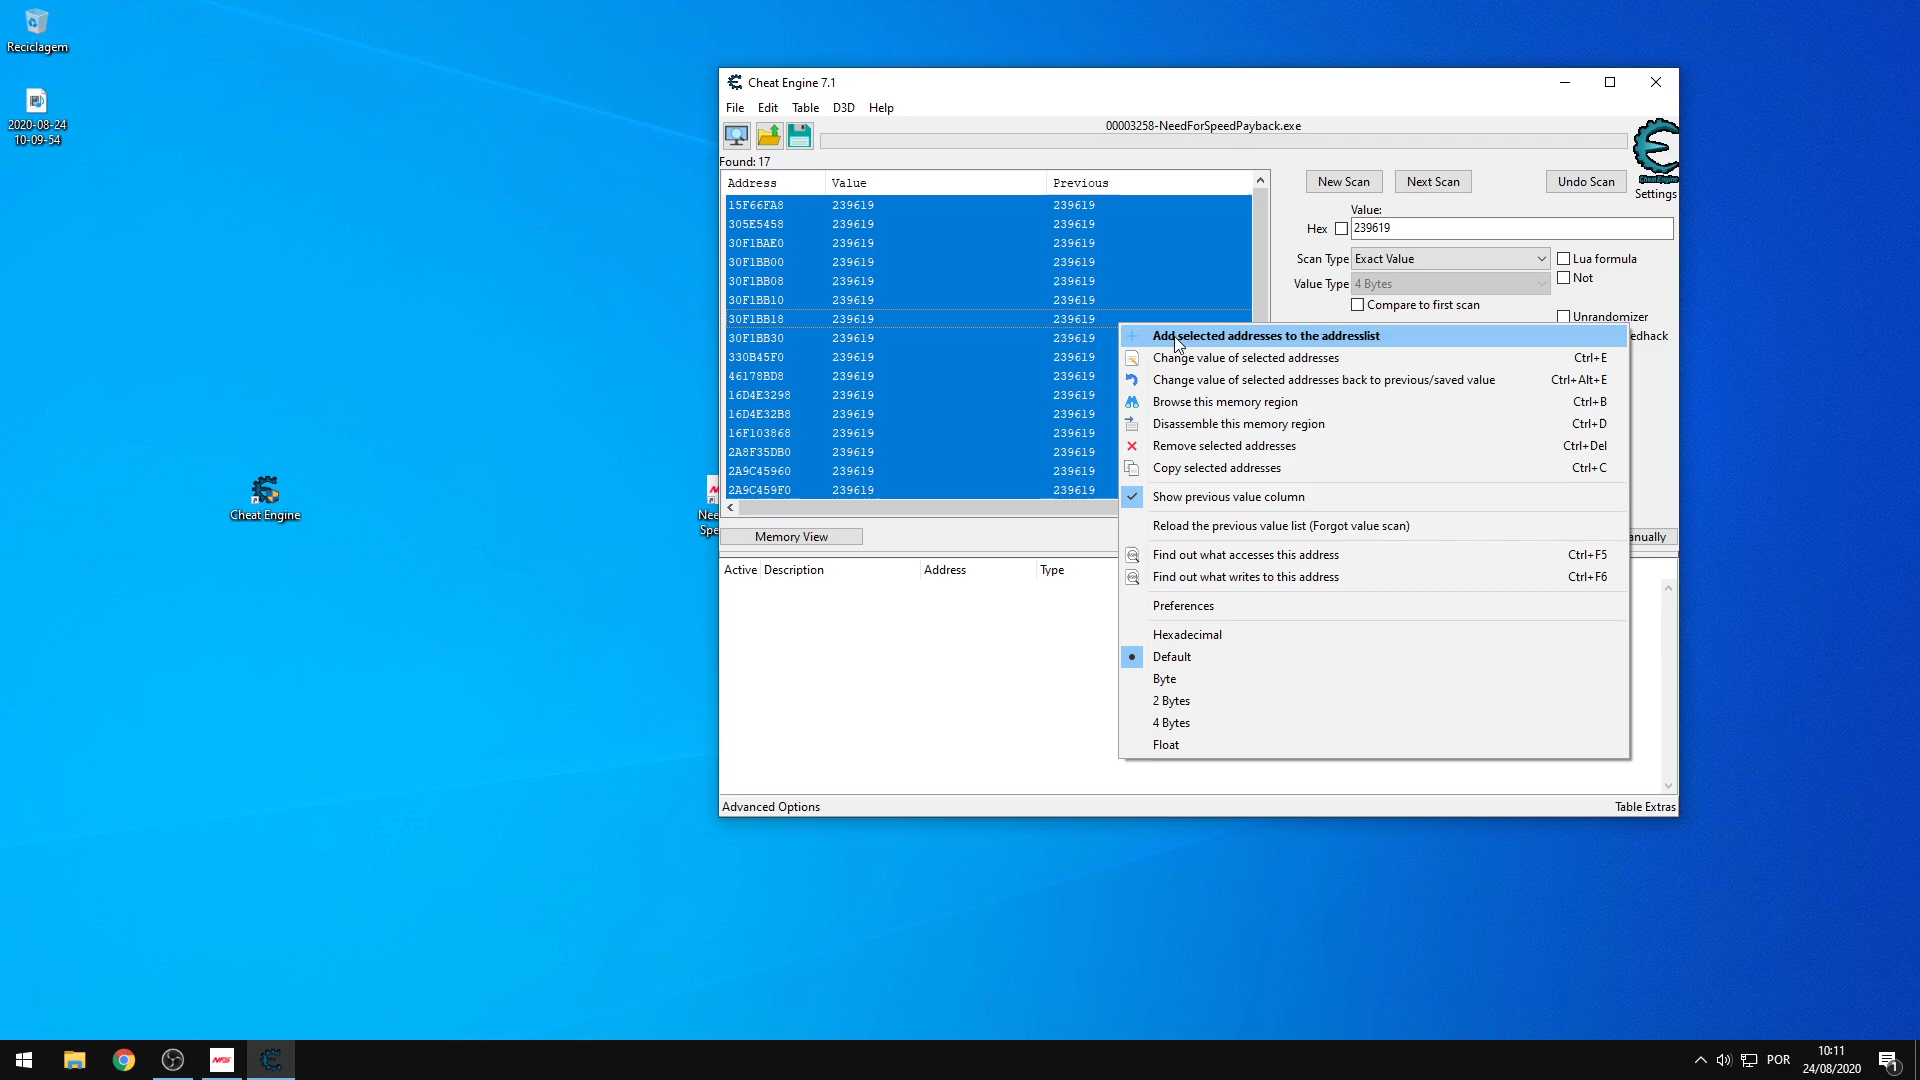 Reciclagem
2020-08-24
10-09-54
Cheat Engine
Cheat Engine 7.1
File Edit Table D3D Help
00003258-NeedForSpeedPayback.exe
Found: 17
Address Value Previous
15F66FA8 239619 239619
305E5458 239619 239619
30F1BAE0 239619 239619
30F1BB00 239619 239619
30F1BB08 239619 239619
30F1BB10 239619 239619
30F1BB18 239619 239619
30F1BB30 239619 239619
330B45F0 239619 239619
46178BD8 239619 239619
16D4E3298 239619 239619
16D4E32B8 239619 239619
16F103868 239619 239619
2A8F35DB0 239619 239619
2A9C45960 239619 239619
2A9C459F0 239619 239619
New Scan Next Scan Undo Scan
Cheat Engine
Settings
Value:
Hex 239619
Scan Type Exact Value Lua formula
Value Type 4 Bytes Not
Compare to first scan
Unrandomizer
edhack
Add selected addresses to the addresslist
Change value of selected addresses Ctrl+E
Change value of selected addresses back to previous/saved value Ctrl+Alt+E
Browse this memory region Ctrl+B
Disassemble this memory region Ctrl+D
Remove selected addresses Ctrl+Del
Copy selected addresses Ctrl+C
Show previous value column
Reload the previous value list (Forgot value scan)
Find out what accesses this address Ctrl+F5
Find out what writes to this address Ctrl+F6
Preferences
Hexadecimal
Default
Byte
2 Bytes
4 Bytes
Float
Nee
Spe
Memory View
anually
Active Description Address Type
Advanced Options Table Extras
NFS
POR
10:11
24/08/2020
1